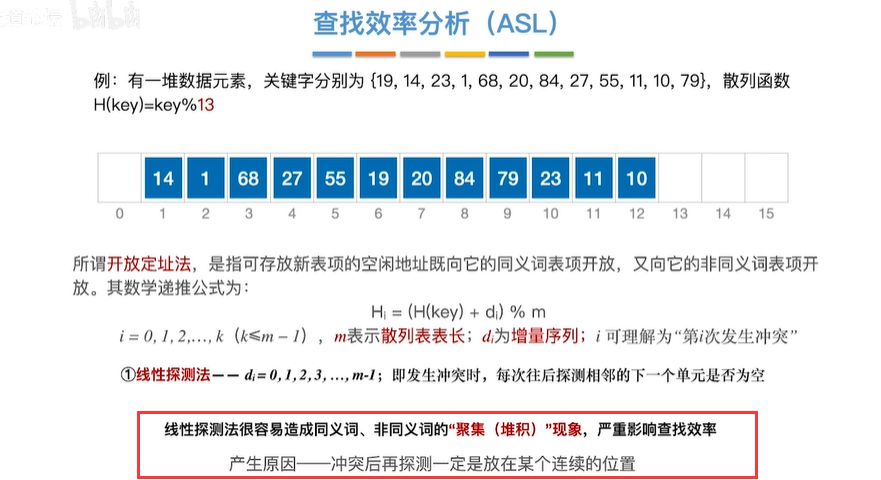 查找效率分析（ASL）
例：有一堆数据元素，关键字分别为 {19, 14, 23, 1, 68, 20, 84, 27, 55, 11, 10, 79}，散列函数
H(key)=key%13
14 1 68 27 55 19 20 84 79 23 11 10
0 1 2 3 4 5 6 7 8 9 10 11 12 13 14 15
所谓开放定址法，是指可存放新表项的空闲地址既向它的同义词表项开放，又向它的非同义词表项开
放。其数学递推公式为：
Hᵢ = (H(key) + dᵢ) % m
i = 0, 1, 2,…, k（k≤m − 1），m表示散列表表长；dᵢ为增量序列；i 可理解为“第i次发生冲突”
①线性探测法—— dᵢ = 0, 1, 2, 3, …, m-1；即发生冲突时，每次往后探测相邻的下一个单元是否为空
线性探测法很容易造成同义词、非同义词的“聚集（堆积）”现象，严重影响查找效率
产生原因——冲突后再探测一定是放在某个连续的位置